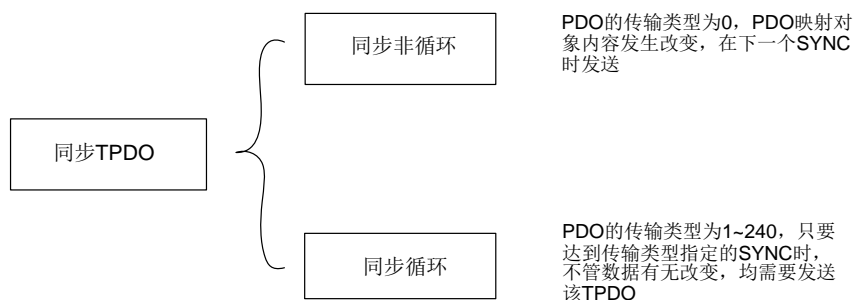 同步非循环
PDO的传输类型为0，PDO映射对
象内容发生改变，在下一个SYNC
时发送
同步TPDO
同步循环
PDO的传输类型为1~240，只要
达到传输类型指定的SYNC时，
不管数据有无改变，均需要发送
该TPDO